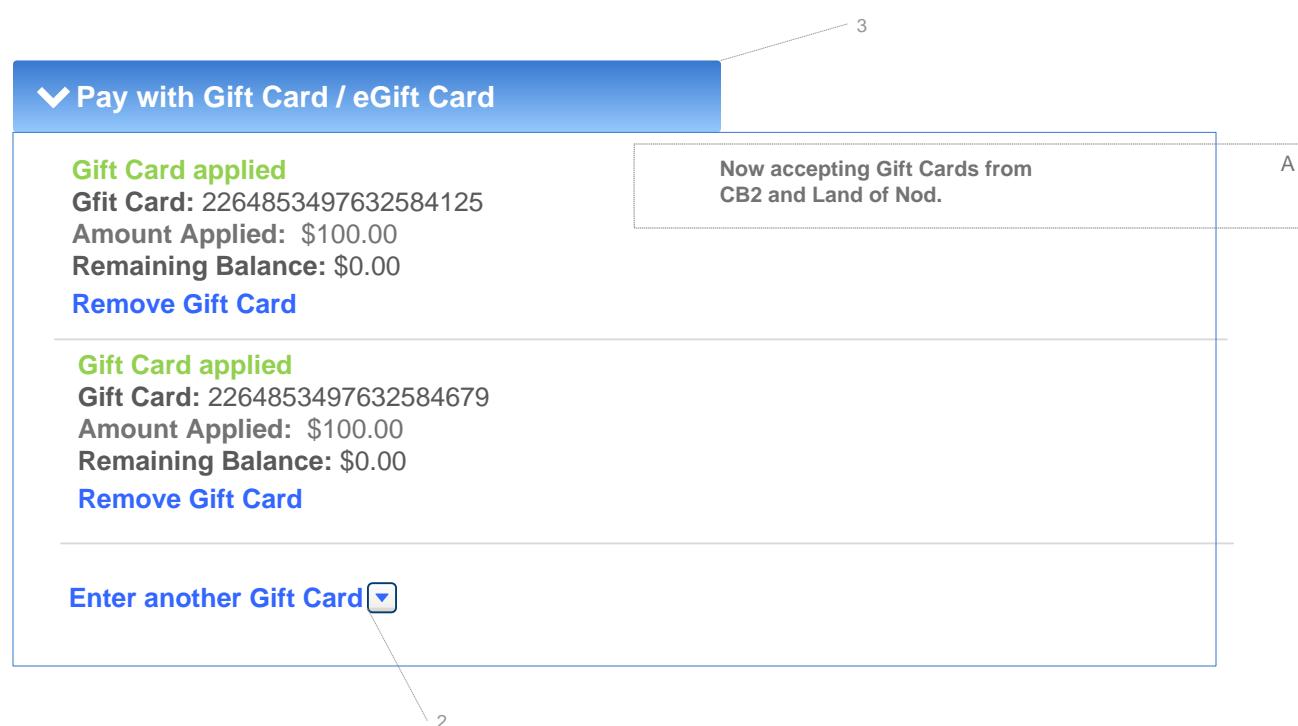 3
Pay with Gift Card / eGift Card
Gift Card applied
Gfit Card: 2264853497632584125
Amount Applied: $100.00
Remaining Balance: $0.00
Remove Gift Card
Now accepting Gift Cards from
CB2 and Land of Nod.
A
Gift Card applied
Gift Card: 2264853497632584679
Amount Applied: $100.00
Remaining Balance: $0.00
Remove Gift Card
Enter another Gift Card
2